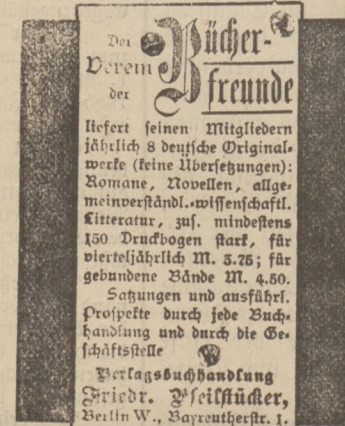 Der Bücher-
Verein
der freunde
liefert seinen Mitgliedern
jährlich 8 deutsche Original-
werke (keine Übersetzungen):
Romane, Novellen, allge-
meinverständl.-wissenschaftl.
Litteratur, zus. mindestens
150 Druckbogen stark, für
vierteljährlich M. 3.75; für
gebundene Bände M. 4.50.
Satzungen und ausführl.
Prospekte durch jede Buch-
handlung und durch die Ge-
schäftsstelle
Verlagsbuchhandlung
Friedr. Pfeilstücker,
Berlin W., Bayreutherstr. 1.